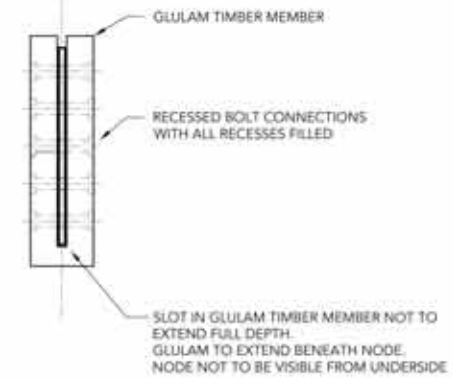 GLULAM TIMBER MEMBER
RECESSED BOLT CONNECTIONS
WITH ALL RECESSES FILLED
SLOT IN GLULAM TIMBER MEMBER NOT TO
EXTEND FULL DEPTH.
GLULAM TO EXTEND BENEATH NODE.
NODE NOT TO BE VISIBLE FROM UNDERSIDE